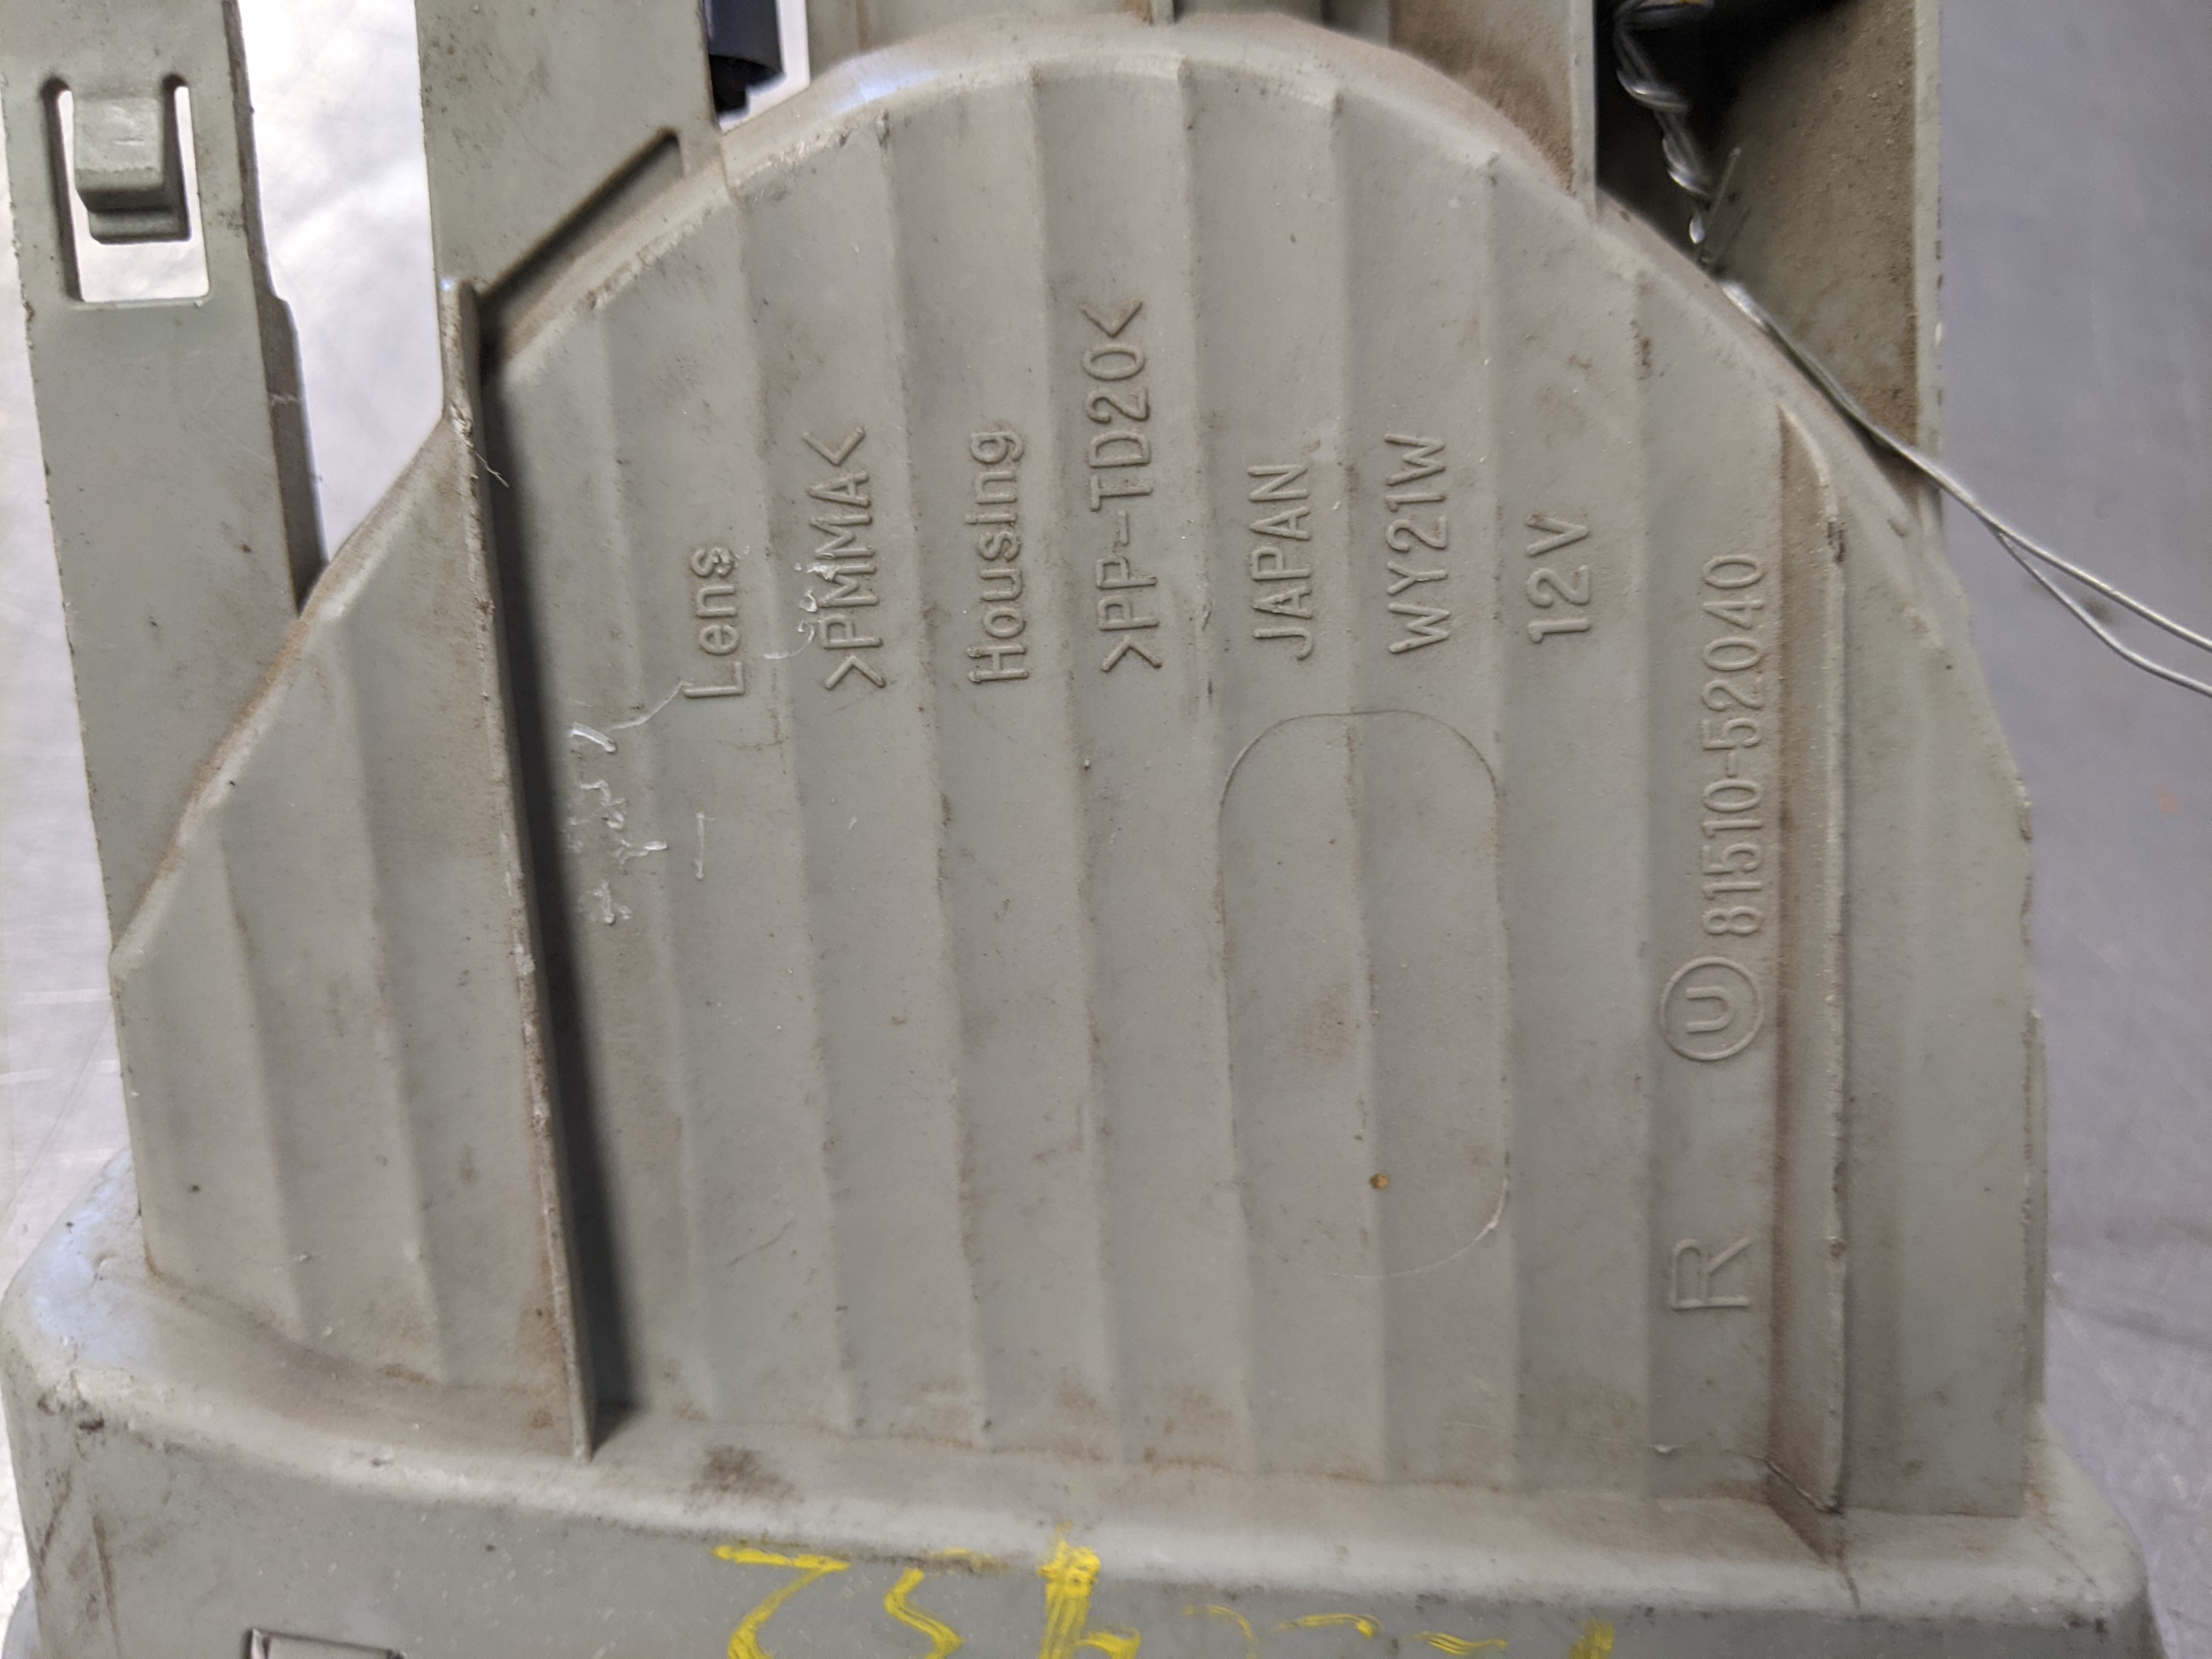 Lens
>PMMA<
Housing
>PP-TD20<
JAPAN
WY21W
12V
R Ⓤ 81510-52040